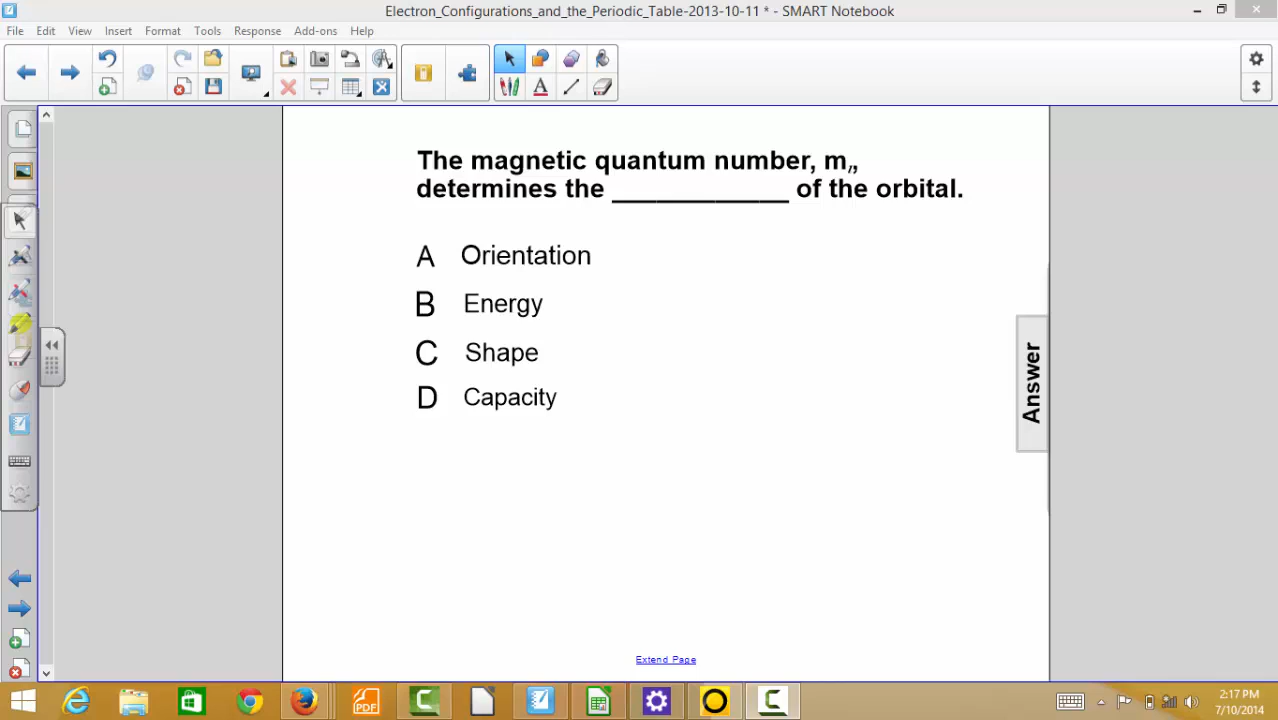 Electron_Configurations_and_the_Periodic_Table-2013-10-11 * - SMART Notebook
File Edit View Insert Format Tools Response Add-ons Help
The magnetic quantum number, m
determines the ____________ of the orbital.
A Orientation
B Energy
C Shape
D Capacity
Answer
Extend Page
PDF
2:17 PM
7/10/2014